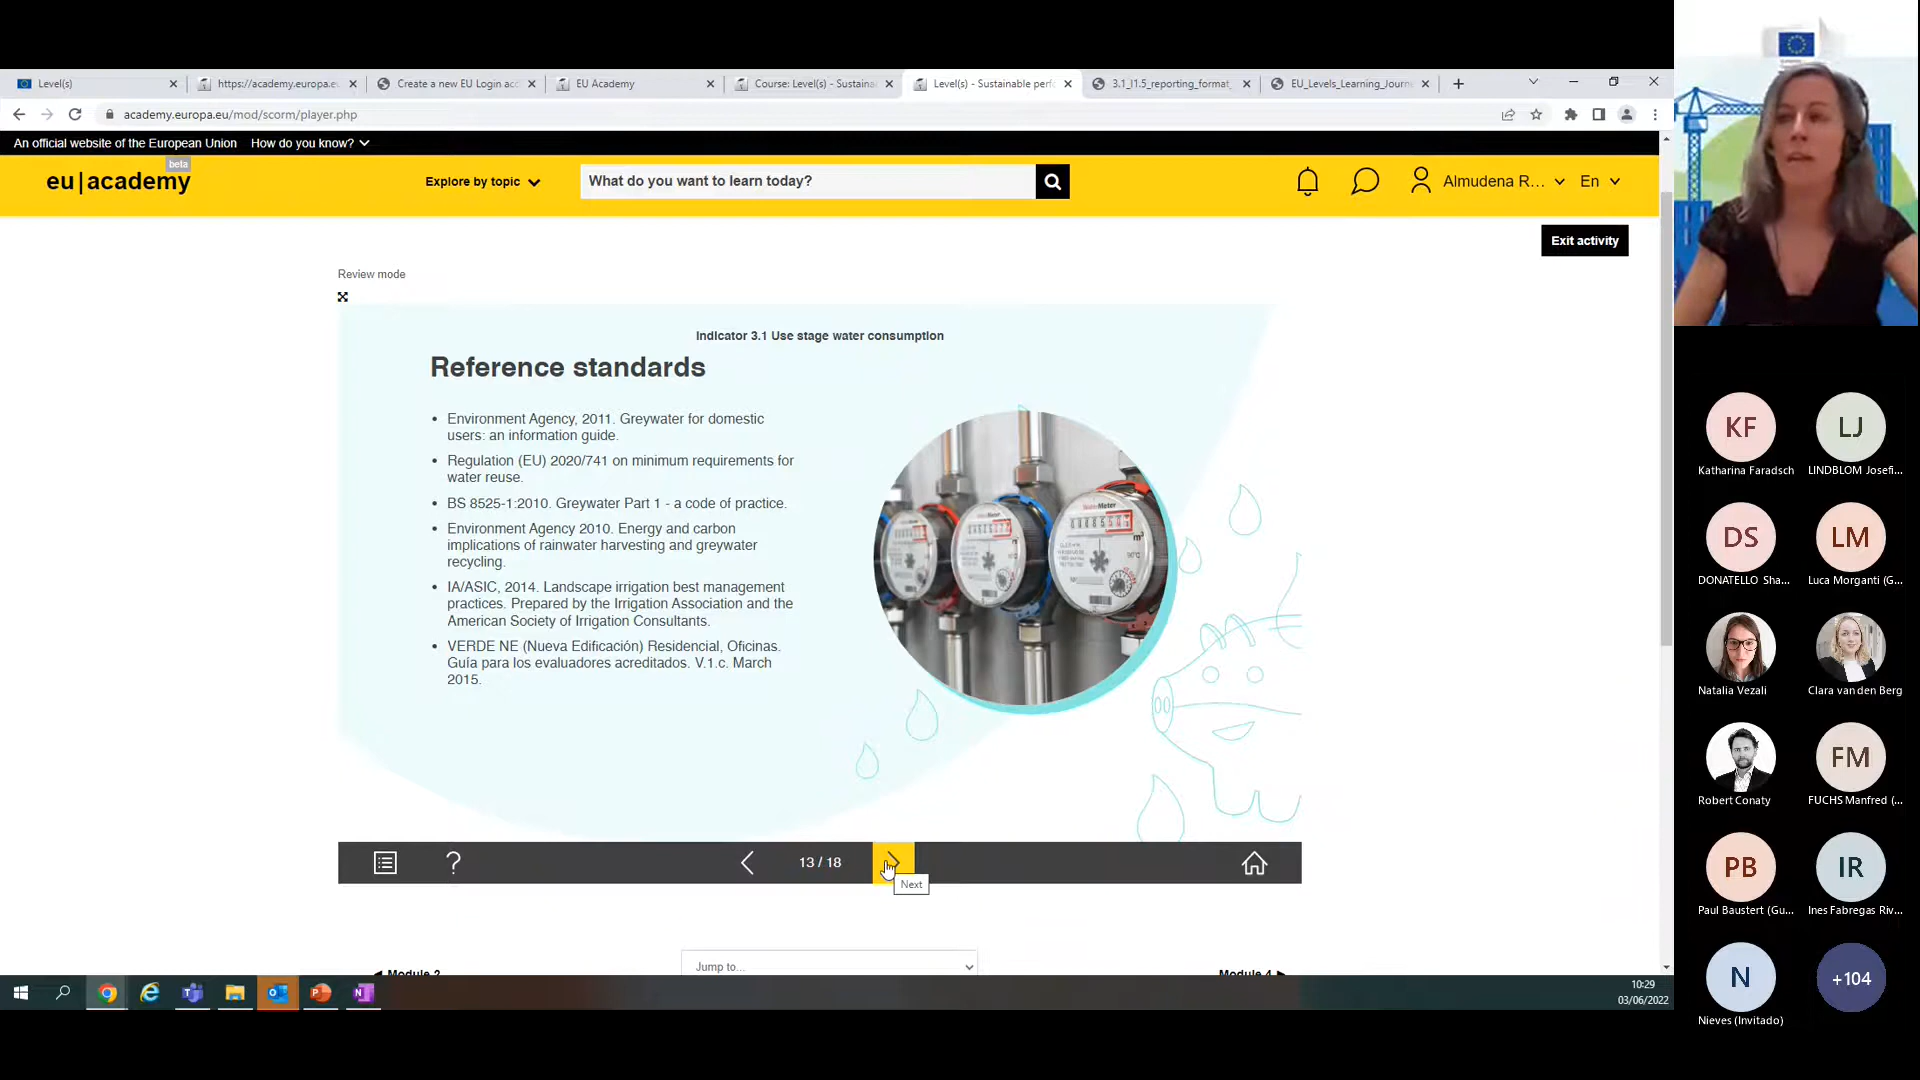 Level(s)
https://academy.europa.e
Create a new EU Login acc
EU Academy
Course: Level(s) - Sustaina
Level(s) - Sustainable perf
3.1_I1.5_reporting_format_
EU_Levels_Learning_Journ
academy.europa.eu/mod/scorm/player.php
An official website of the European Union How do you know?
beta
eu|academy
Explore by topic
What do you want to learn today?
Almudena R...
En
Exit activity
Review mode
Indicator 3.1 Use stage water consumption
Reference standards
• Environment Agency, 2011. Greywater for domestic
users: an information guide.
• Regulation (EU) 2020/741 on minimum requirements for
water reuse.
• BS 8525-1:2010. Greywater Part 1 - a code of practice.
• Environment Agency 2010. Energy and carbon
implications of rainwater harvesting and greywater
recycling.
• IA/ASIC, 2014. Landscape irrigation best management
practices. Prepared by the Irrigation Association and the
American Society of Irrigation Consultants.
• VERDE NE (Nueva Edificación) Residencial, Oficinas.
Guía para los evaluadores acreditados. V.1.c. March
2015.
13 / 18
Next
◄ Module 2
Jump to...
Module 4 ►
10:29
03/06/2022
KF
Katharina Faradsch
LJ
LINDBLOM Josefi...
DS
DONATELLO Sha...
LM
Luca Morganti (G...
Natalia Vezali
Clara van den Berg
Robert Conaty
FM
FUCHS Manfred (...
PB
Paul Baustert (Gu...
IR
Ines Fabregas Riv...
N
Nieves (Invitado)
+104